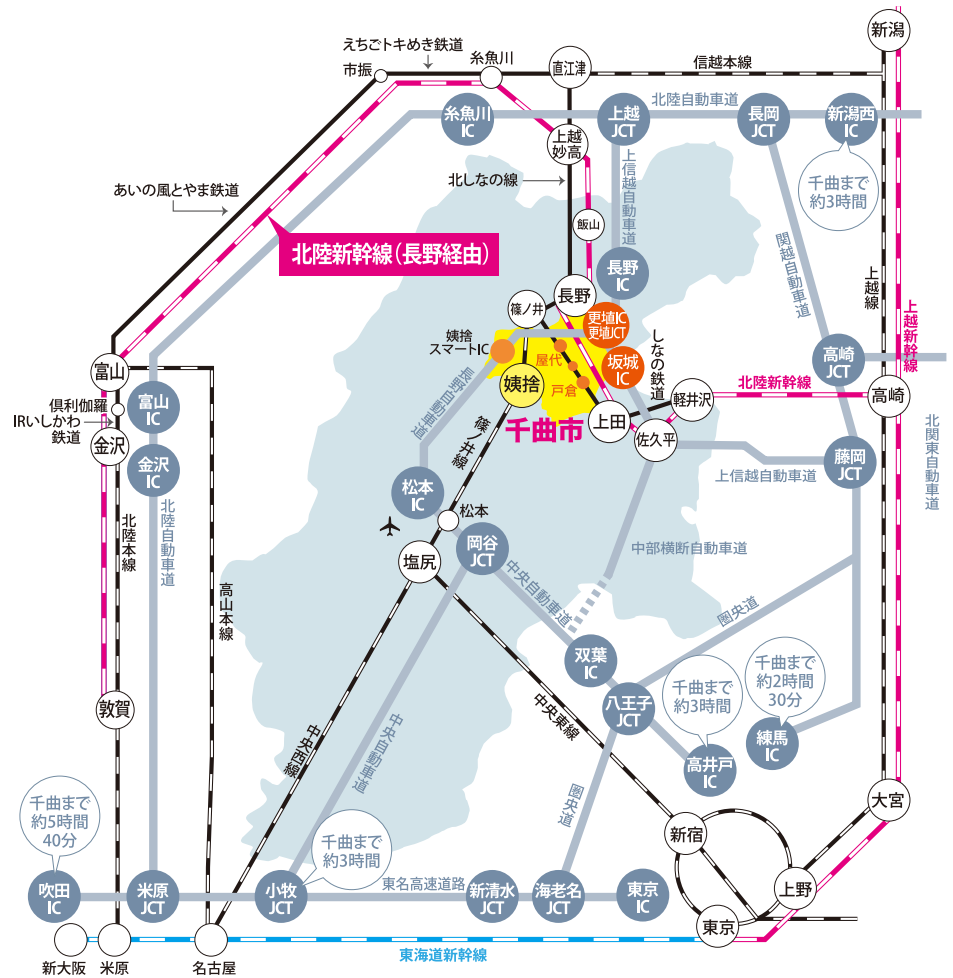 新潟
えちごトキめき鉄道
糸魚川
市振
直江津
信越本線
北陸自動車道
糸魚川
IC
上越
JCT
長岡
JCT
新潟西
IC
千曲まで
約3時間
上越
妙高
北しなの線
上信越自動車道
あいの風とやま鉄道
飯山
北陸新幹線(長野経由)
関越自動車道
上越線
長野
IC
長野
篠ノ井
更埴IC
更埴JCT
上越新幹線
姨捨
スマートIC
屋代
坂城
IC
しなの鉄道
高崎
JCT
富山
長野自動車道
姨捨
戸倉
北陸新幹線
軽井沢
高崎
倶利伽羅
IRいしかわ
鉄道
富山
IC
千曲市
上田
佐久平
北関東自動車道
金沢
金沢
IC
篠ノ井線
藤岡
JCT
上信越自動車道
松本
IC
松本
北陸本線
北陸自動車道
塩尻
岡谷
JCT
中部横断自動車道
高山本線
中央自動車道
圏央道
双葉
IC
千曲まで
約3時間
千曲まで
約2時間
30分
敦賀
中央西線
中央自動車道
中央東線
八王子
JCT
練馬
IC
高井戸
IC
千曲まで
約5時間
40分
千曲まで
約3時間
圏央道
大宮
新宿
吹田
IC
米原
JCT
小牧
JCT
東名高速道路
新清水
JCT
海老名
JCT
東京
IC
上野
東京
新大阪
米原
名古屋
東海道新幹線